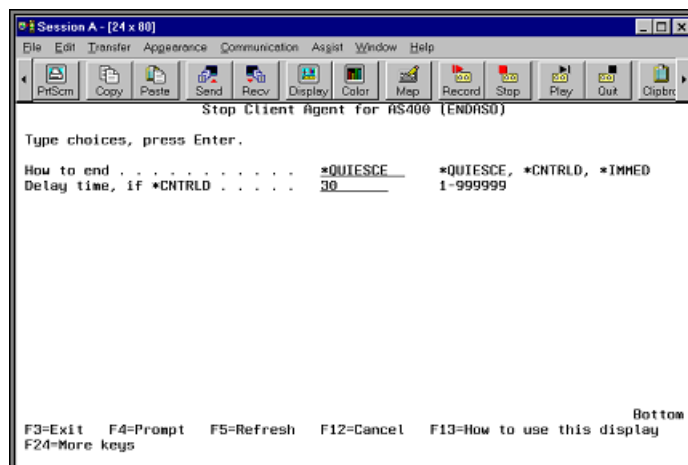 Session A - [24 x 80]
File Edit Transfer Appearance Communication Assist Window Help
PrtScrn Copy Paste Send Recv Display Color Map Record Stop Play Quit Clipbrd
Stop Client Agent for AS400 (ENDASO)
Type choices, press Enter.
How to end . . . . . . . . . . . *QUIESCE *QUIESCE, *CNTRLD, *IMMED
Delay time, if *CNTRLD . . . . . 30 1-999999
Bottom
F3=Exit F4=Prompt F5=Refresh F12=Cancel F13=How to use this display
F24=More keys